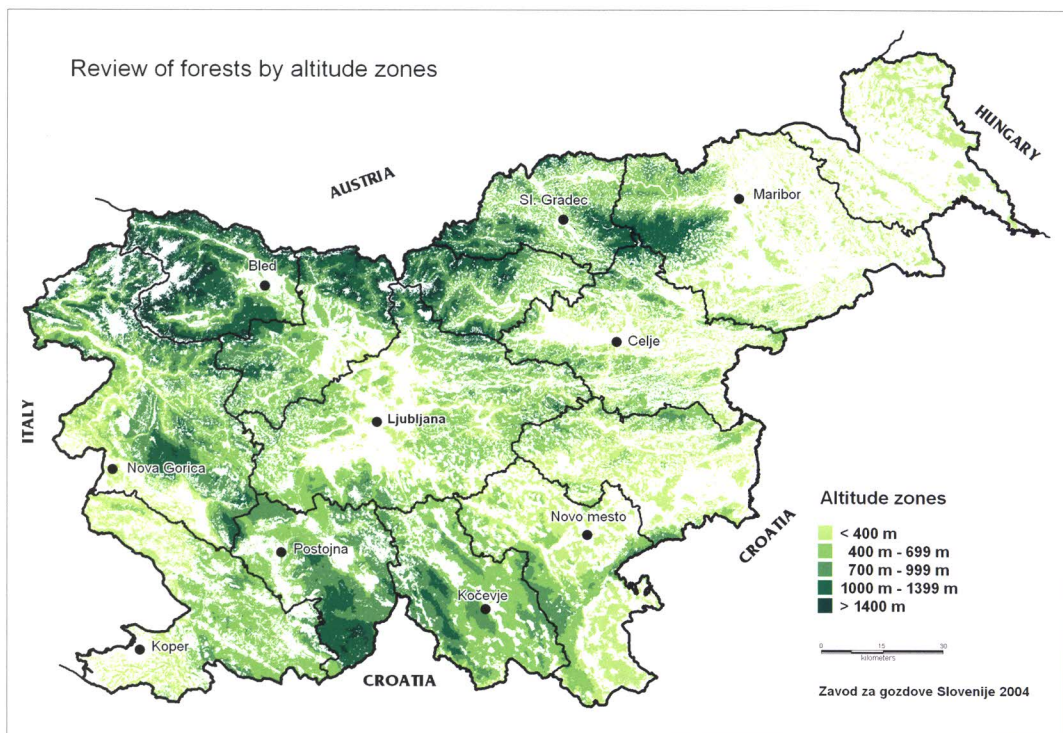 Review of forests by altitude zones
HUNGARY
AUSTRIA
Sl. Gradec
Maribor
Bled
Celje
ITALY
Ljubljana
Nova Gorica
Altitude zones
Novo mesto
CROATIA
< 400 m
400 m - 699 m
Postojna
700 m - 999 m
1000 m - 1399 m
Kočevje
> 1400 m
Koper
0 15 30
kilometers
CROATIA
Zavod za gozdove Slovenije 2004